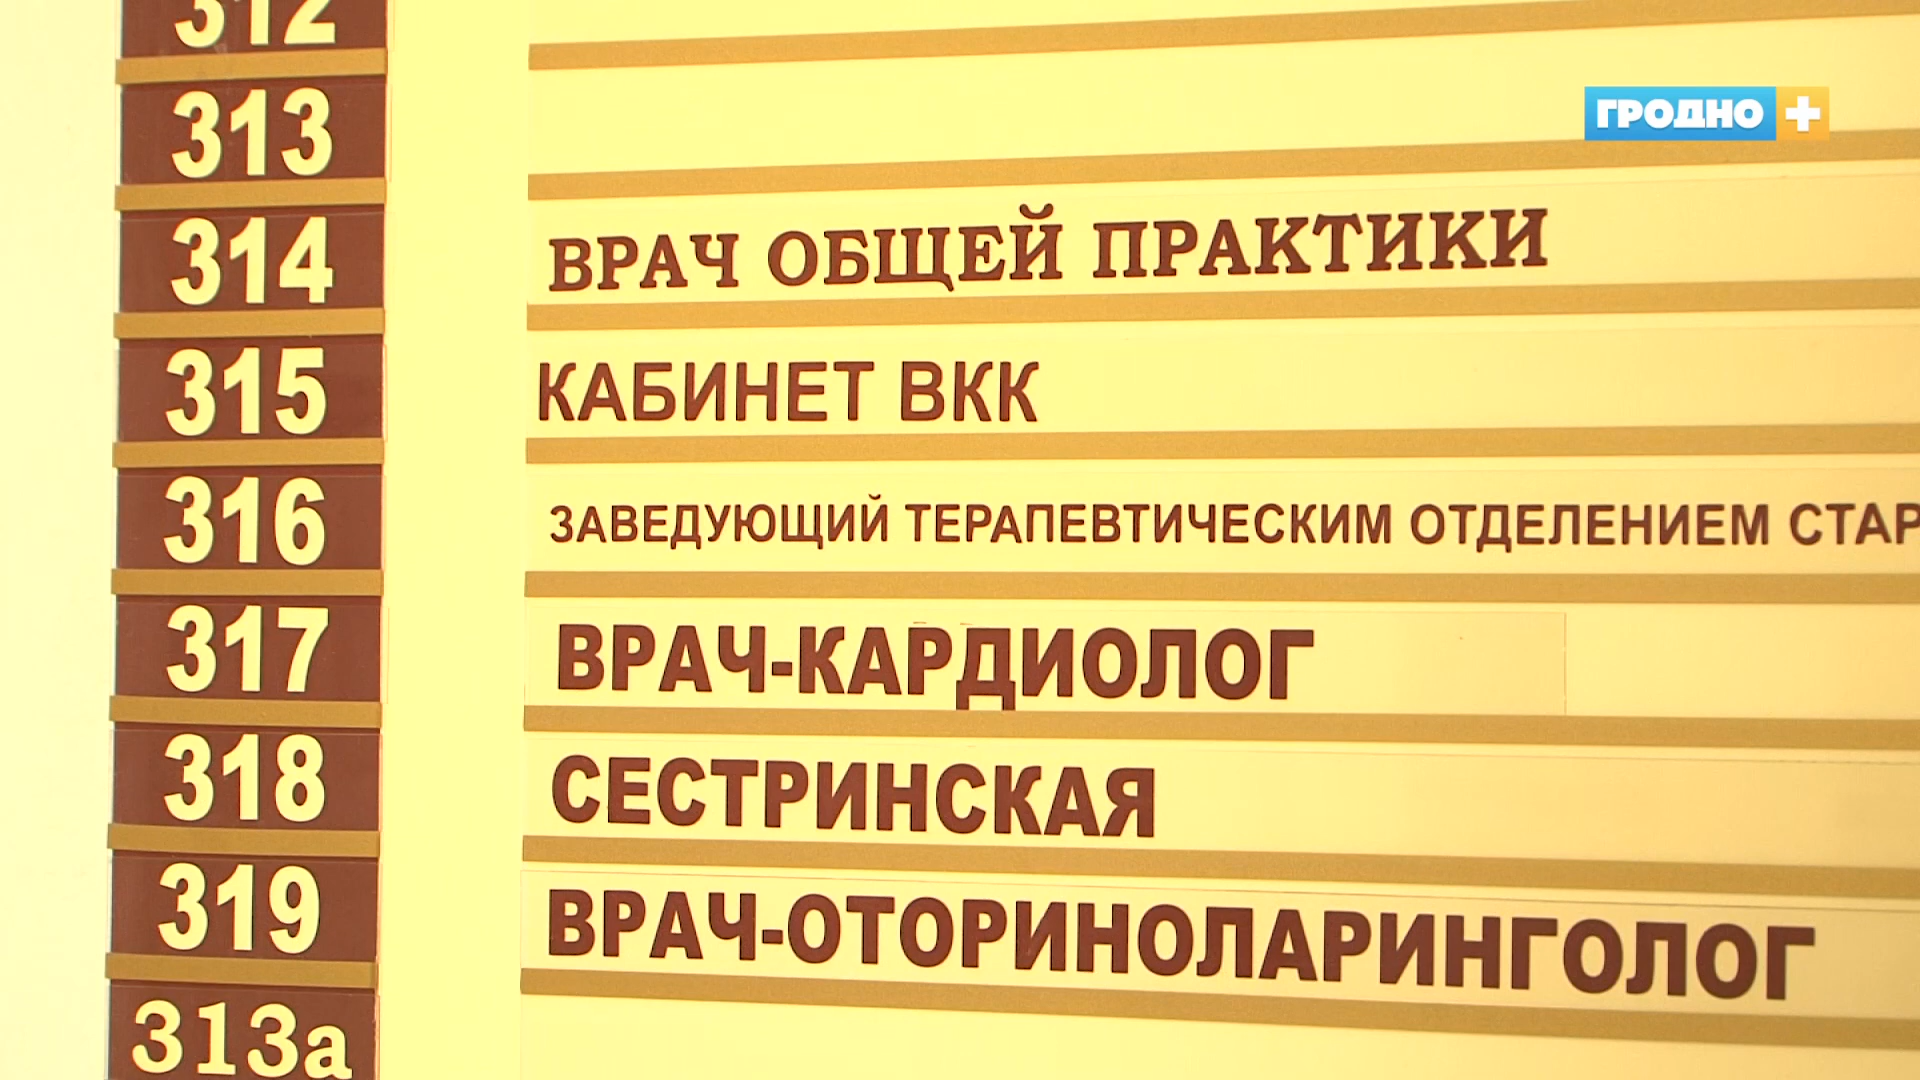 312
313
ГРОДНО +
314 ВРАЧ ОБЩЕЙ ПРАКТИКИ
315 КАБИНЕТ ВКК
316 ЗАВЕДУЮЩИЙ ТЕРАПЕВТИЧЕСКИМ ОТДЕЛЕНИЕМ
317 ВРАЧ-КАРДИОЛОГ
318 СЕСТРИНСКАЯ
319 ВРАЧ-ОТОРИНОЛАРИНГОЛОГ
313а